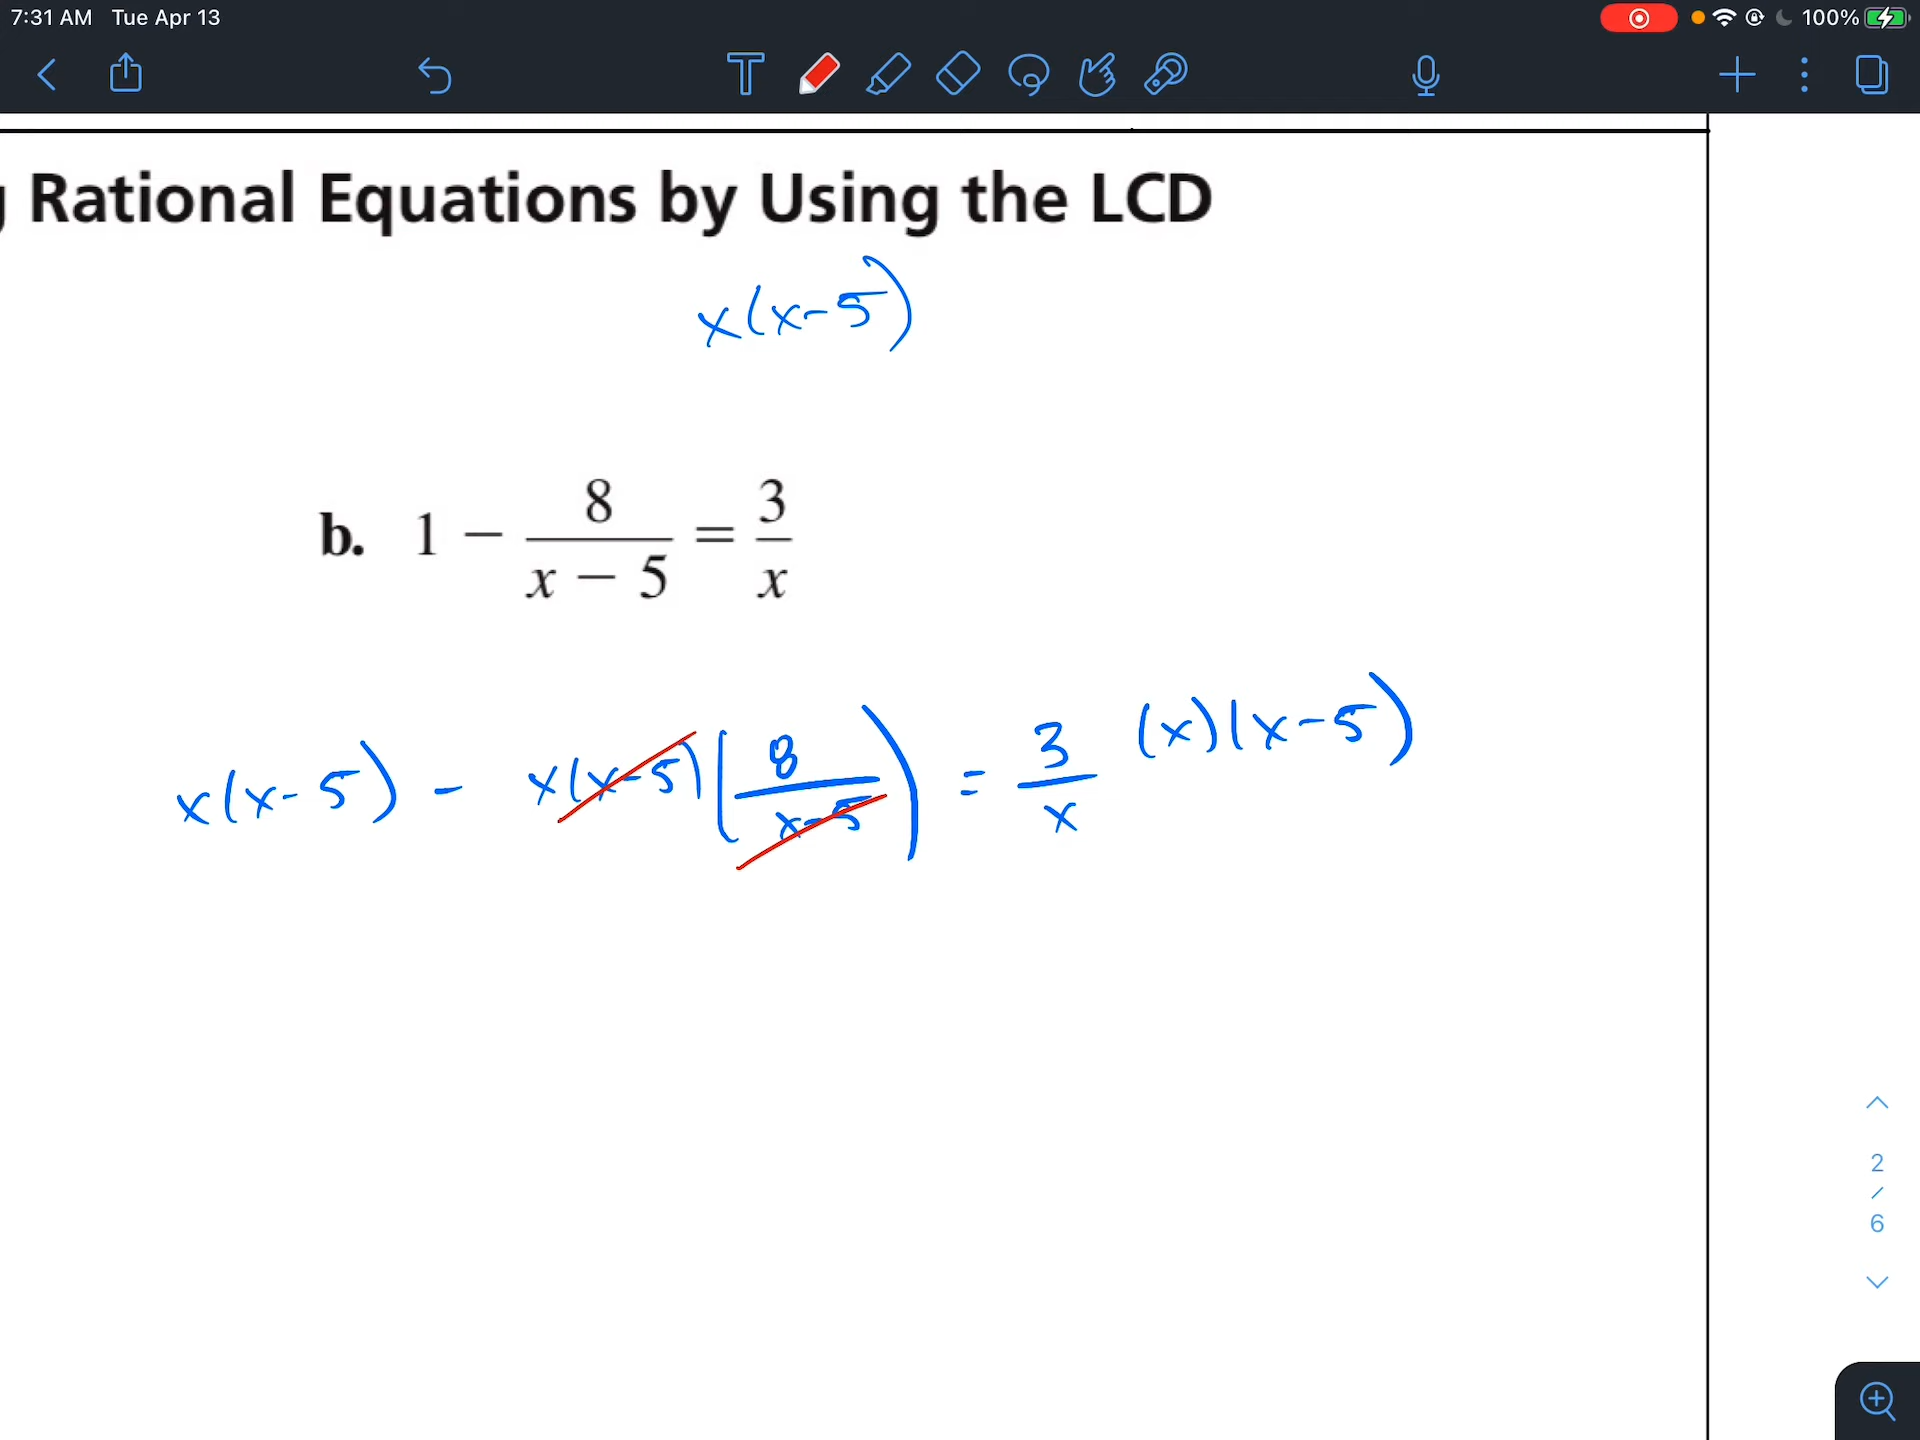 7:31 AM Tue Apr 13
100%
T
Rational Equations by Using the LCD
x(x-5)
b. 1 − 8/(x − 5) = 3/x
x(x-5) - x(x-5)(8/(x-5)) = 3/x (x)(x-5)
2
/
6